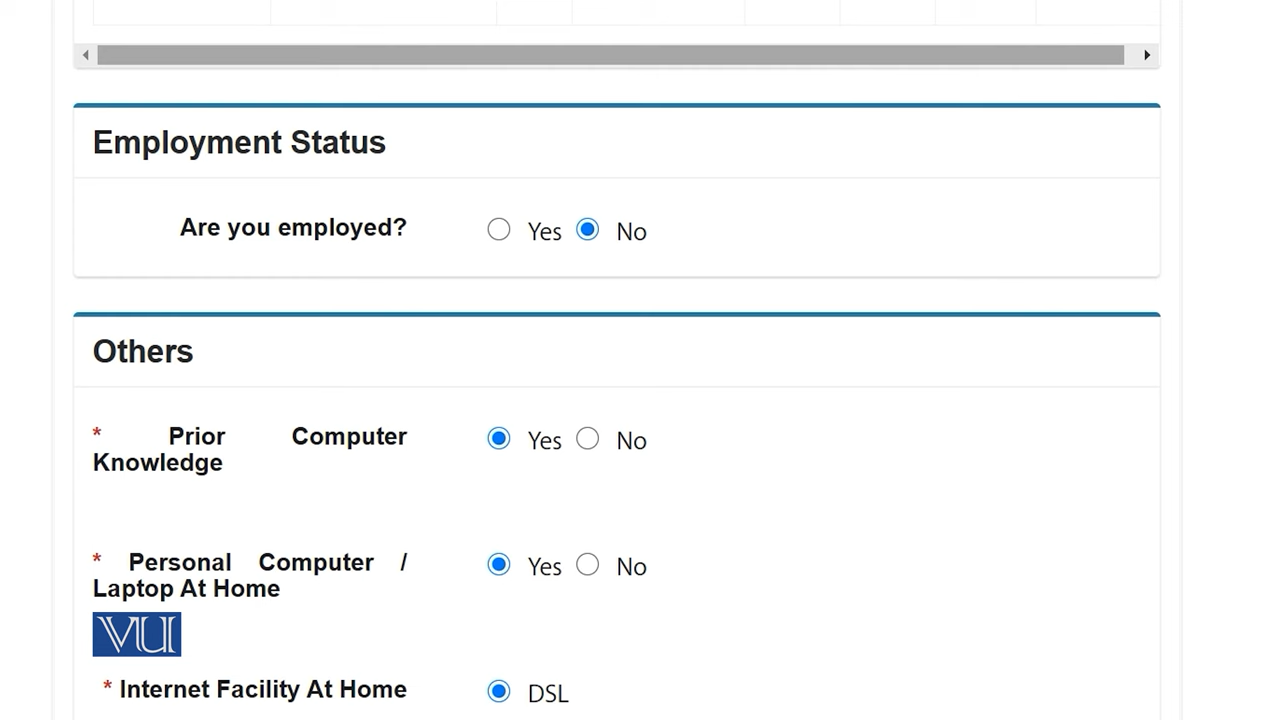 Employment Status
Are you employed? Yes No
Others
* Prior Computer Yes No
Knowledge
* Personal Computer / Yes No
Laptop At Home
VU
* Internet Facility At Home DSL